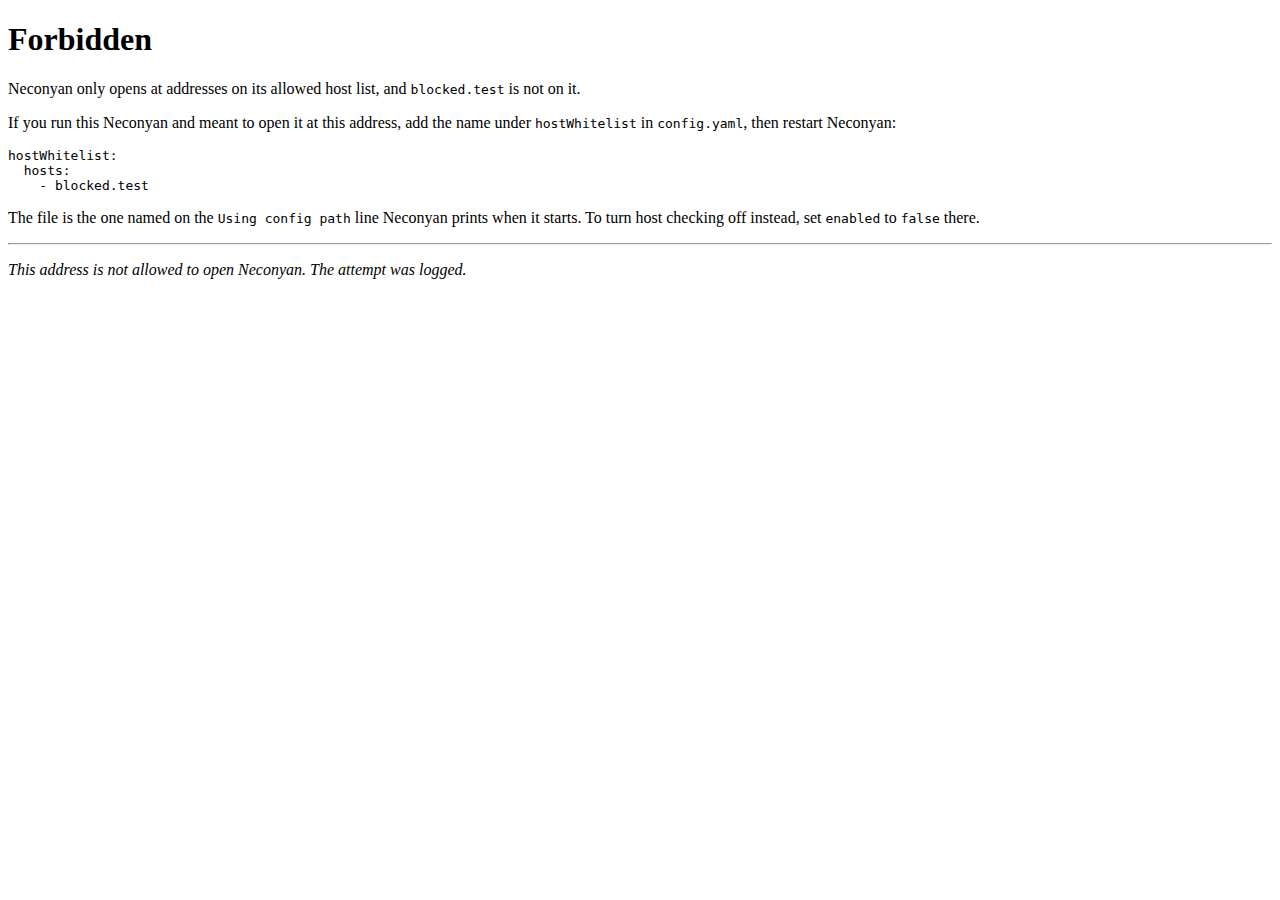 Forbidden
Neconyan only opens at addresses on its allowed host list, and blocked.test is not on it.
If you run this Neconyan and meant to open it at this address, add the name under hostWhitelist in config.yaml, then restart Neconyan:
hostWhitelist:
  hosts:
    - blocked.test
The file is the one named on the Using config path line Neconyan prints when it starts. To turn host checking off instead, set enabled to false there.
This address is not allowed to open Neconyan. The attempt was logged.